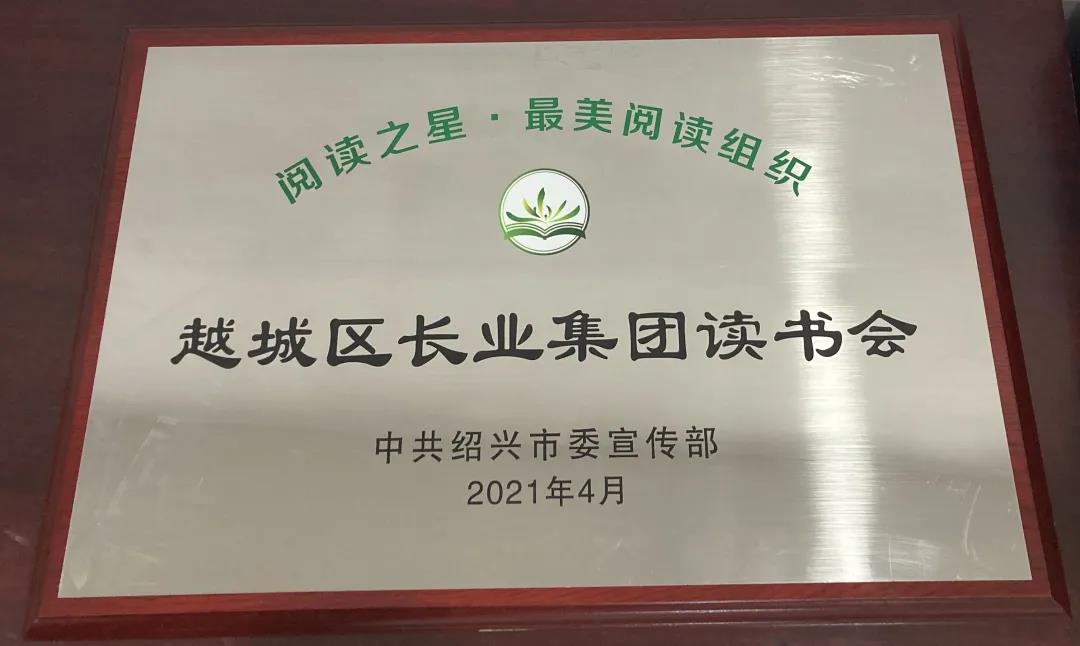 阅读之星·最美阅读组织
越城区长业集团读书会
中共绍兴市委宣传部
2021年4月